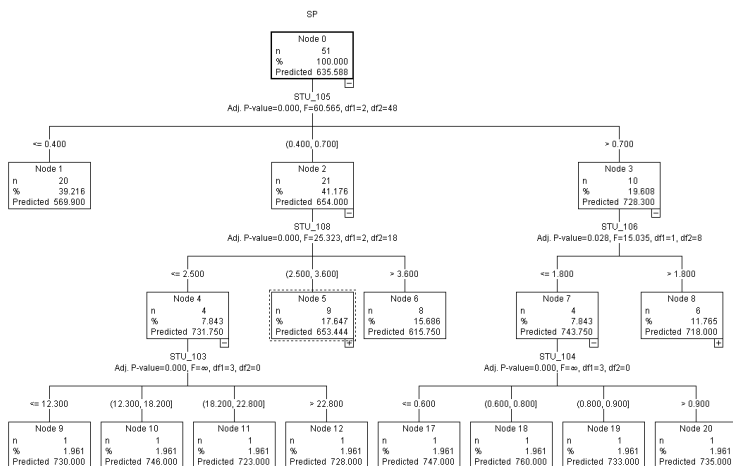 SP
Node 0
n 51
% 100.000
Predicted 635.588
STU_105
Adj. P-value=0.000, F=60.565, df1=2, df2=48
<= 0.400 (0.400, 0.700] > 0.700
Node 1 Node 2 Node 3
n 20 n 21 n 10
% 39.216 % 41.176 % 19.608
Predicted 569.900 Predicted 654.000 Predicted 728.300
STU_108 STU_106
Adj. P-value=0.000, F=25.323, df1=2, df2=18 Adj. P-value=0.028, F=15.035, df1=1, df2=8
<= 2.500 (2.500, 3.600] > 3.600 <= 1.800 > 1.800
Node 4 Node 5 Node 6 Node 7 Node 8
n 4 n 9 n 8 n 4 n 6
% 7.843 % 17.647 % 15.686 % 7.843 % 11.765
Predicted 731.750 Predicted 653.444 Predicted 615.750 Predicted 743.750 Predicted 718.000
STU_103 STU_104
Adj. P-value=0.000, F=∞, df1=3, df2=0 Adj. P-value=0.000, F=∞, df1=3, df2=0
<= 12.300 (12.300, 18.200] (18.200, 22.800] > 22.800 <= 0.600 (0.600, 0.800] (0.800, 0.900] > 0.900
Node 9 Node 10 Node 11 Node 12 Node 17 Node 18 Node 19 Node 20
n 1 n 1 n 1 n 1 n 1 n 1 n 1 n 1
% 1.961 % 1.961 % 1.961 % 1.961 % 1.961 % 1.961 % 1.961 % 1.961
Predicted 730.000 Predicted 746.000 Predicted 723.000 Predicted 728.000 Predicted 747.000 Predicted 760.000 Predicted 733.000 Predicted 735.000